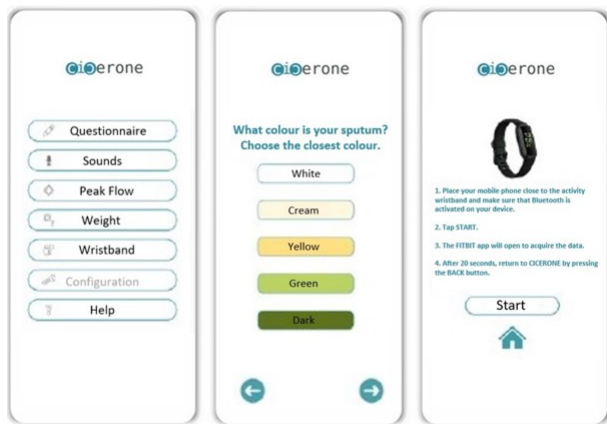 cicerone
Questionnaire
Sounds
Peak Flow
Weight
Wristband
Configuration
Help
cicerone
What colour is your sputum?
Choose the closest colour.
White
Cream
Yellow
Green
Dark
cicerone
1. Place your mobile phone close to the activity
wristband and make sure that Bluetooth is
activated on your device.
2. Tap START.
3. The FITBIT app will open to acquire the data.
4. After 20 seconds, return to CICERONE by pressing
the BACK button.
Start